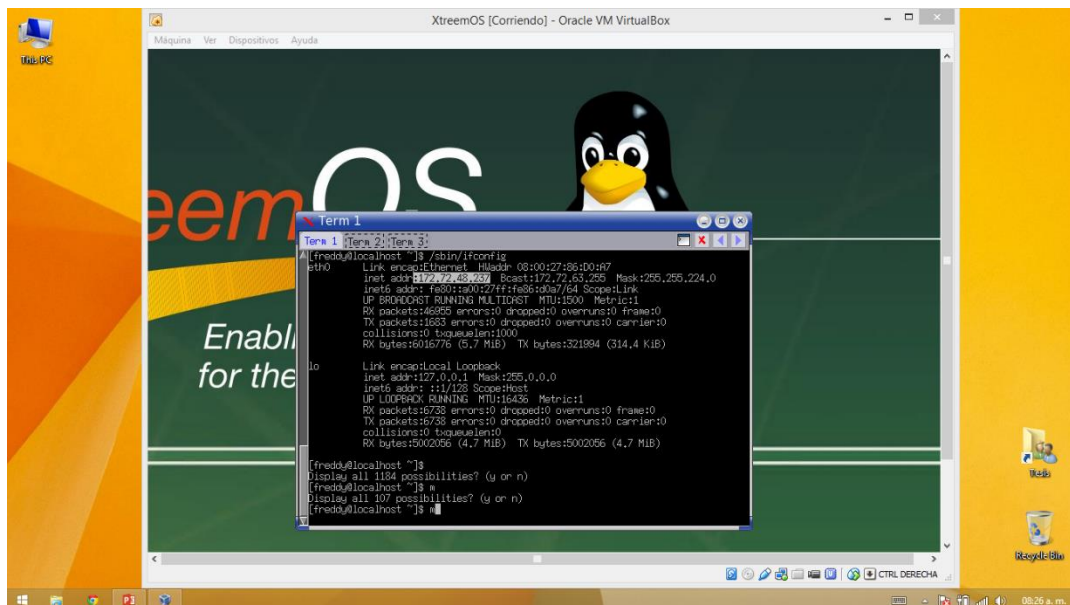 XtreemOS [Corriendo] - Oracle VM VirtualBox
Máquina Ver Dispositivos Ayuda
This PC
eemOS
Enabli
for the
Term 1
Term 1 Term 2 Term 3
[freddy@localhost ~]$ /sbin/ifconfig
eth0 Link encap:Ethernet HWaddr 08:00:27:86:D0:A7
inet addr:172.72.48.237 Bcast:172.72.63.255 Mask:255.255.224.0
inet6 addr: fe80::a00:27ff:fe86:d0a7/64 Scope:Link
UP BROADCAST RUNNING MULTICAST MTU:1500 Metric:1
RX packets:46955 errors:0 dropped:0 overruns:0 frame:0
TX packets:1683 errors:0 dropped:0 overruns:0 carrier:0
collisions:0 txqueuelen:1000
RX bytes:6016776 (5.7 MiB) TX bytes:321994 (314.4 KiB)
lo Link encap:Local Loopback
inet addr:127.0.0.1 Mask:255.0.0.0
inet6 addr: ::1/128 Scope:Host
UP LOOPBACK RUNNING MTU:16436 Metric:1
RX packets:6738 errors:0 dropped:0 overruns:0 frame:0
TX packets:6738 errors:0 dropped:0 overruns:0 carrier:0
collisions:0 txqueuelen:0
RX bytes:5002056 (4.7 MiB) TX bytes:5002056 (4.7 MiB)
[freddy@localhost ~]$
Display all 1184 possibilities? (y or n)
[freddy@localhost ~]$ m
Display all 107 possibilities? (y or n)
[freddy@localhost ~]$ m
Tesis
Recycle Bin
CTRL DERECHA
08:26 a. m.